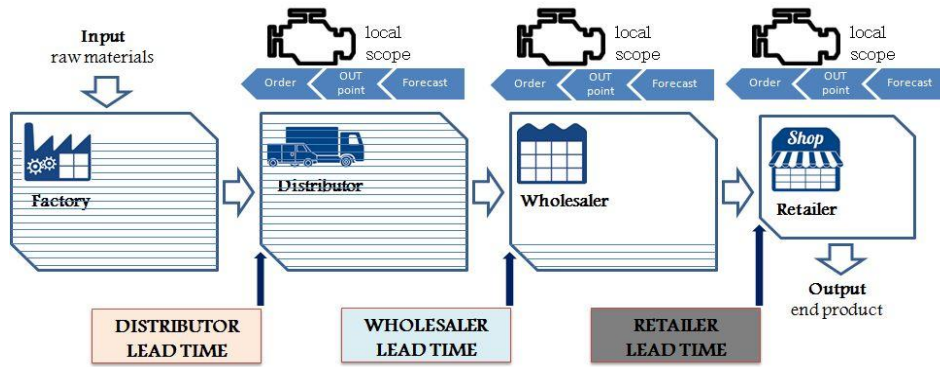 Input
raw materials
local
scope
Order
OUT
point
Forecast
local
scope
Order
OUT
point
Forecast
local
scope
Order
OUT
point
Forecast
Factory
Distributor
Wholesaler
Shop
Retailer
Output
end product
DISTRIBUTOR
LEAD TIME
WHOLESALER
LEAD TIME
RETAILER
LEAD TIME